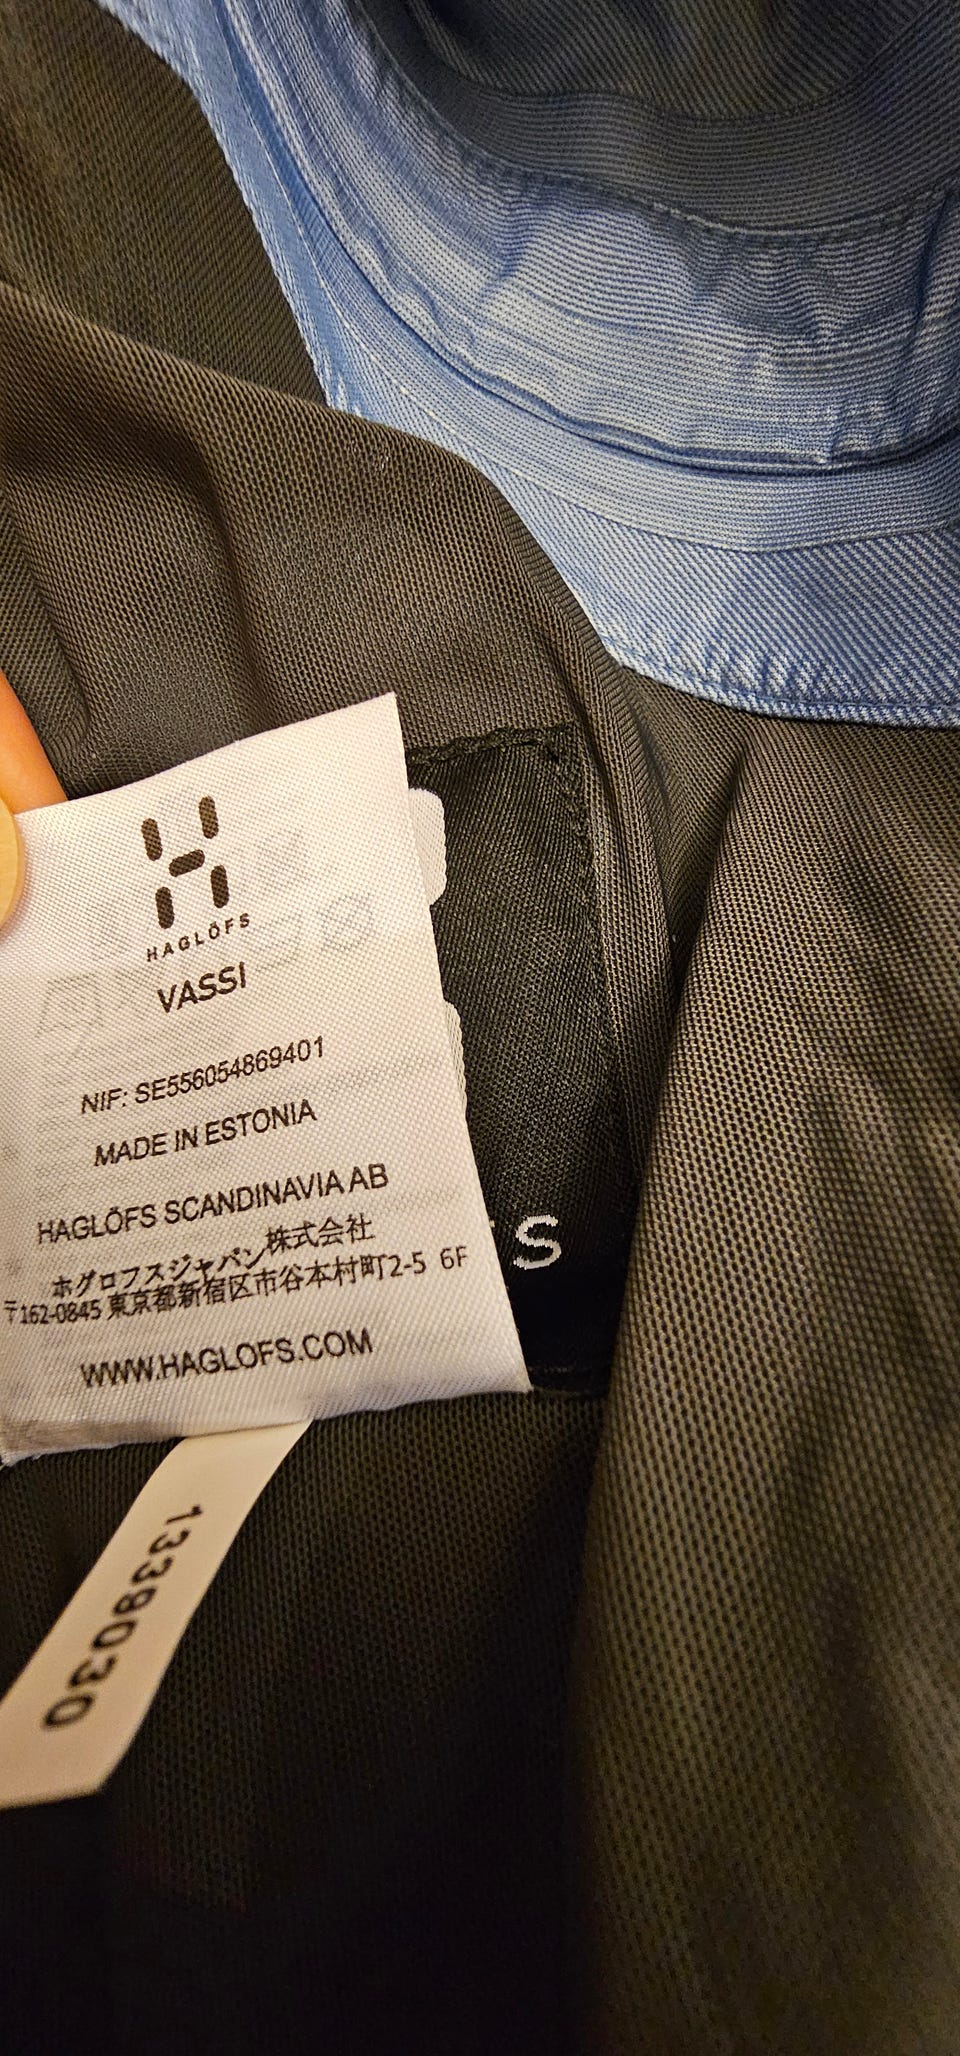 HAGLÖFS
VASSI
NIF: SE556054869401
MADE IN ESTONIA
HAGLÖFS SCANDINAVIA AB
ホグロフスジャパン株式会社
〒162-0845 東京都新宿区市谷本村町2-5 6F
WWW.HAGLOFS.COM
S
1339030